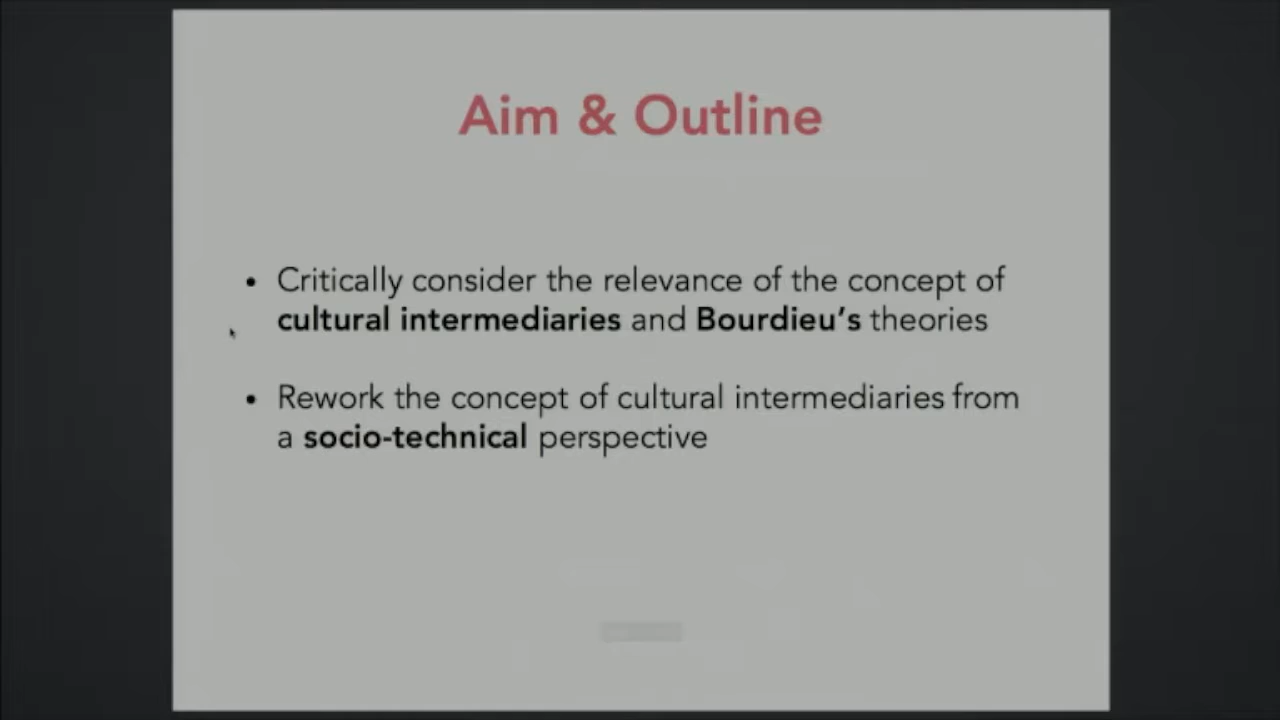 Aim & Outline
• Critically consider the relevance of the concept of
cultural intermediaries and Bourdieu's theories
• Rework the concept of cultural intermediaries from
a socio-technical perspective